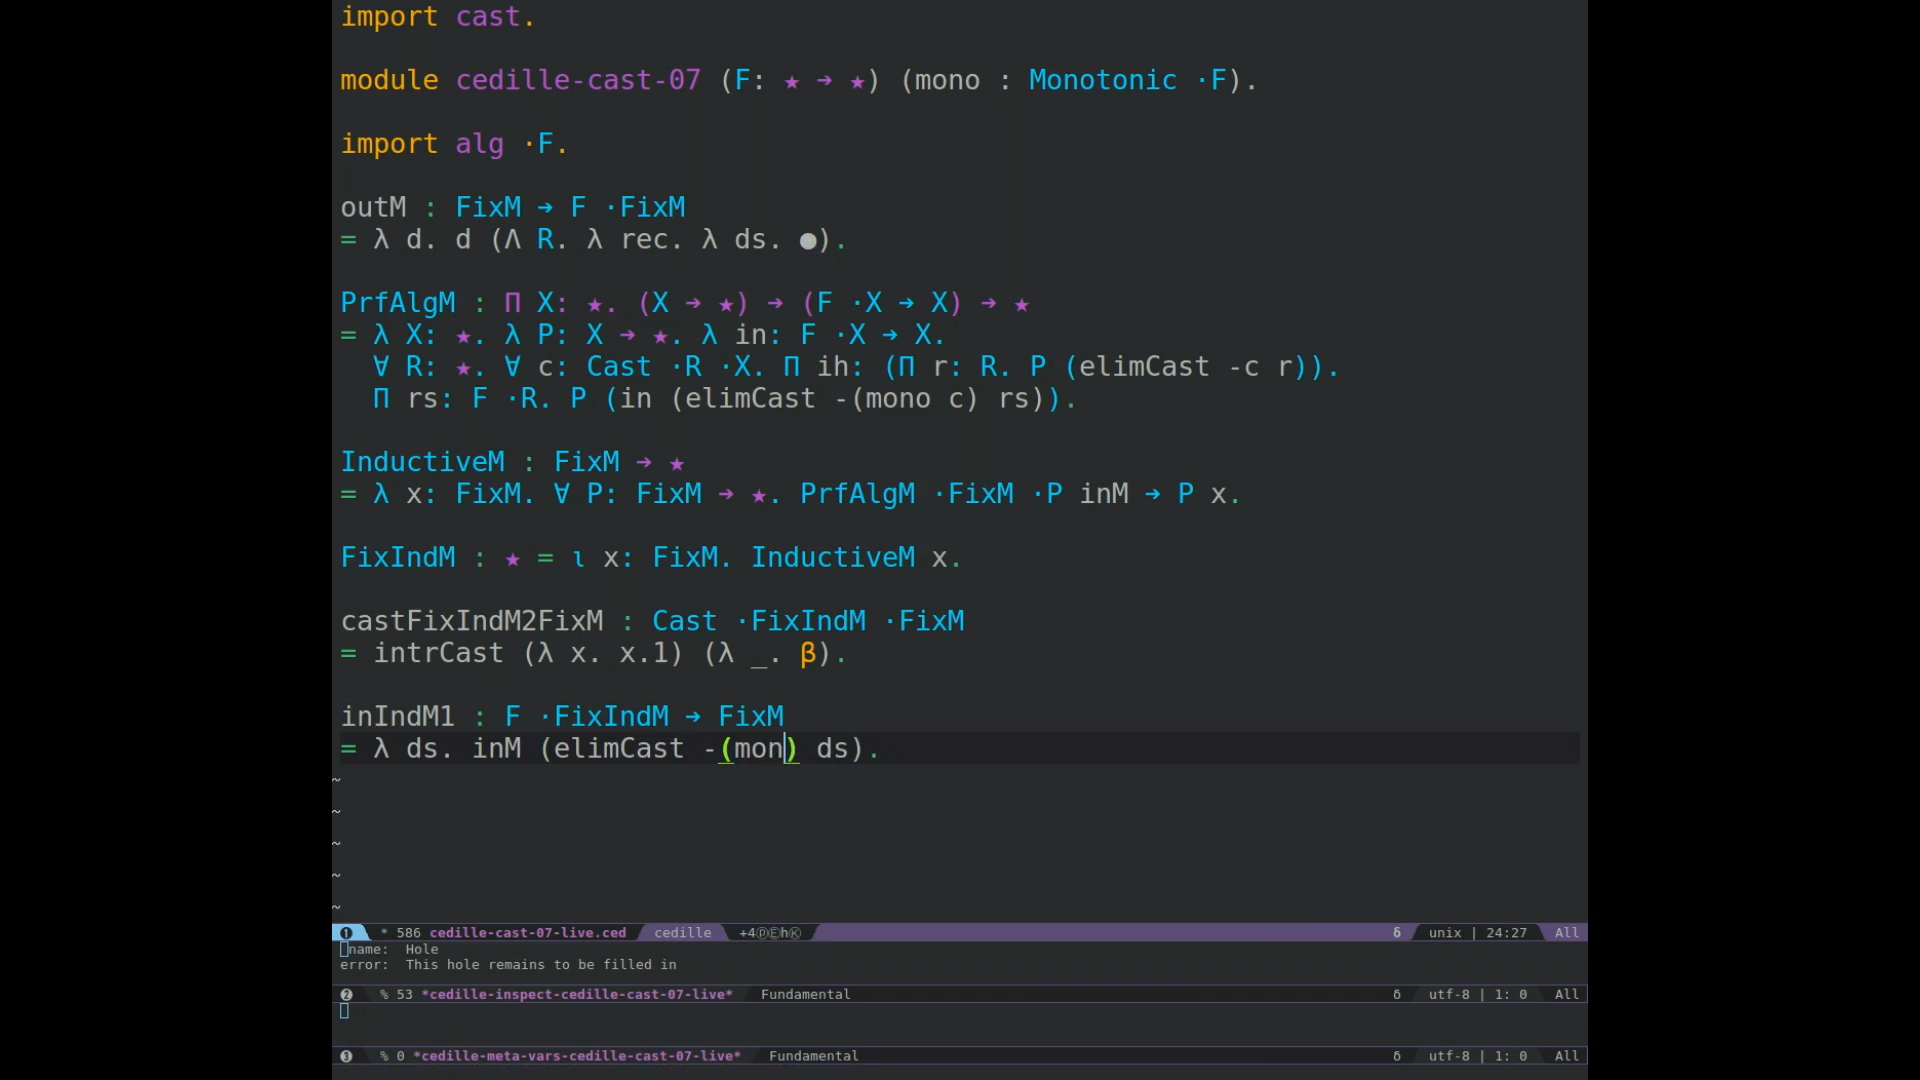 import cast.
module cedille-cast-07 (F: ★ ➔ ★) (mono : Monotonic ·F).
import alg ·F.
outM : FixM ➔ F ·FixM
= λ d. d (Λ R. λ rec. λ ds. ●).
PrfAlgM : Π X: ★. (X ➔ ★) ➔ (F ·X ➔ X) ➔ ★
= λ X: ★. λ P: X ➔ ★. λ in: F ·X ➔ X.
∀ R: ★. ∀ c: Cast ·R ·X. Π ih: (Π r: R. P (elimCast -c r)).
Π rs: F ·R. P (in (elimCast -(mono c) rs)).
InductiveM : FixM ➔ ★
= λ x: FixM. ∀ P: FixM ➔ ★. PrfAlgM ·FixM ·P inM ➔ P x.
FixIndM : ★ = ι x: FixM. InductiveM x.
castFixIndM2FixM : Cast ·FixIndM ·FixM
= intrCast (λ x. x.1) (λ _. β).
inIndM1 : F ·FixIndM ➔ FixM
= λ ds. inM (elimCast -(mon) ds).
~
~
~
~
~
❶ * 586 cedille-cast-07-live.ced cedille +4ⓟⒺhⓀ δ unix | 24:27 All
name: Hole
error: This hole remains to be filled in
❷ % 53 *cedille-inspect-cedille-cast-07-live* Fundamental δ utf-8 | 1: 0 All
❸ % 0 *cedille-meta-vars-cedille-cast-07-live* Fundamental δ utf-8 | 1: 0 All